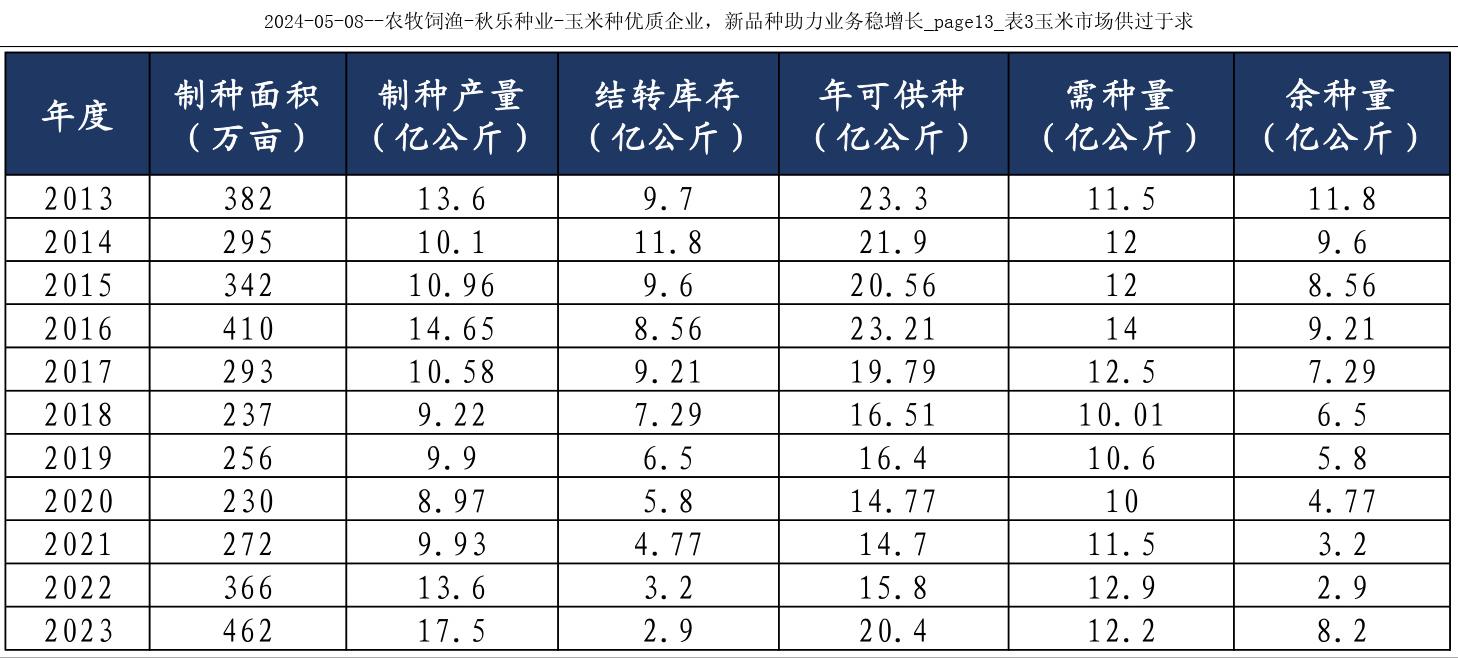 2024-05-08--农牧饲渔-秋乐种业-玉米种优质企业，新品种助力业务稳增长_page13_表3玉米市场供过于求
年度 制种面积（万亩） 制种产量（亿公斤） 结转库存（亿公斤） 年可供种（亿公斤） 需种量（亿公斤） 余种量（亿公斤）
2013 382 13.6 9.7 23.3 11.5 11.8
2014 295 10.1 11.8 21.9 12 9.6
2015 342 10.96 9.6 20.56 12 8.56
2016 410 14.65 8.56 23.21 14 9.21
2017 293 10.58 9.21 19.79 12.5 7.29
2018 237 9.22 7.29 16.51 10.01 6.5
2019 256 9.9 6.5 16.4 10.6 5.8
2020 230 8.97 5.8 14.77 10 4.77
2021 272 9.93 4.77 14.7 11.5 3.2
2022 366 13.6 3.2 15.8 12.9 2.9
2023 462 17.5 2.9 20.4 12.2 8.2